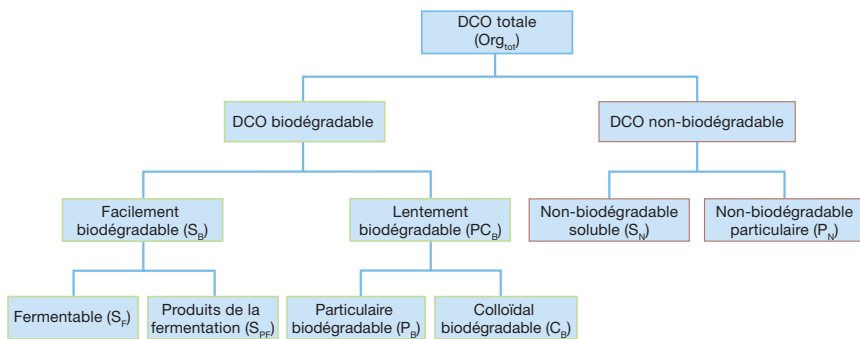 DCO totale
(Org_tot)
DCO biodégradable
DCO non-biodégradable
Facilement
biodégradable (S_B)
Lentement
biodégradable (PC_B)
Non-biodégradable
soluble (S_N)
Non-biodégradable
particulaire (P_N)
Fermentable (S_F)
Produits de la
fermentation (S_PF)
Particulaire
biodégradable (P_B)
Colloïdal
biodégradable (C_B)